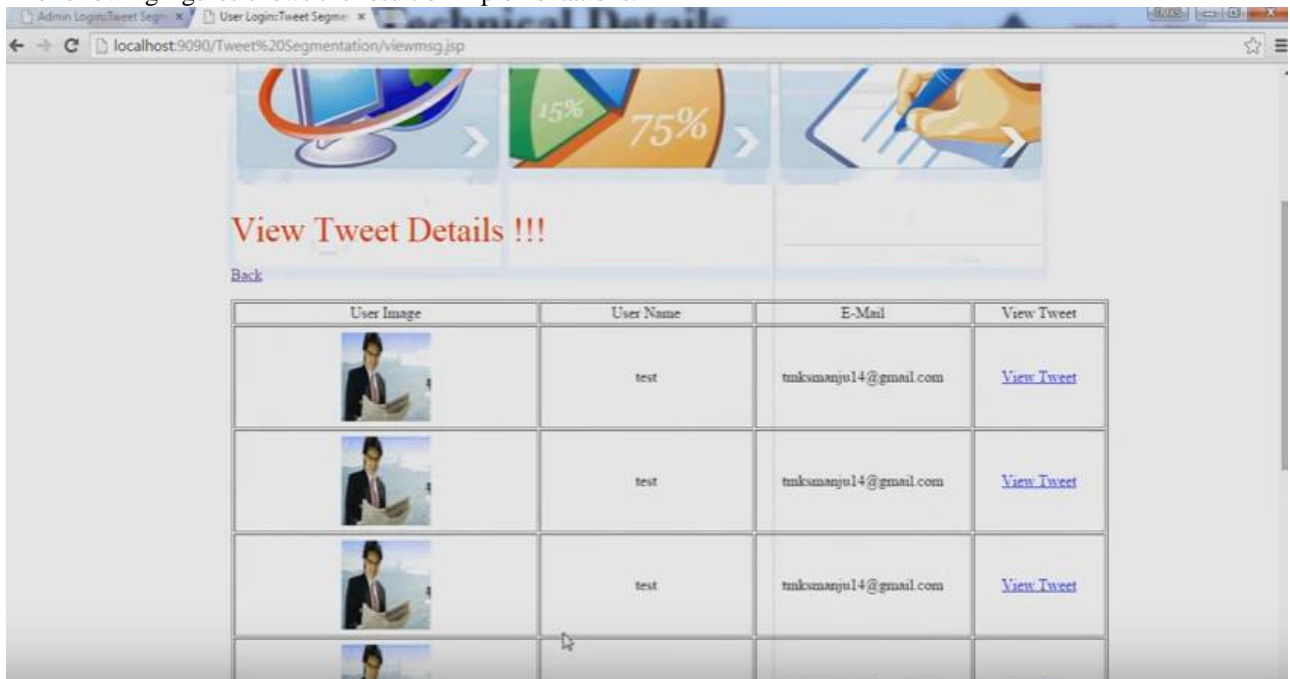 Admin Login:Tweet Segm
User Login:Tweet Segme
Technical Details
localhost:9090/Tweet%20Segmentation/viewmsg.jsp
15%
75%
View Tweet Details !!!
Back
User Image User Name E-Mail View Tweet
test tmksmanju14@gmail.com View Tweet
test tmksmanju14@gmail.com View Tweet
test tmksmanju14@gmail.com View Tweet